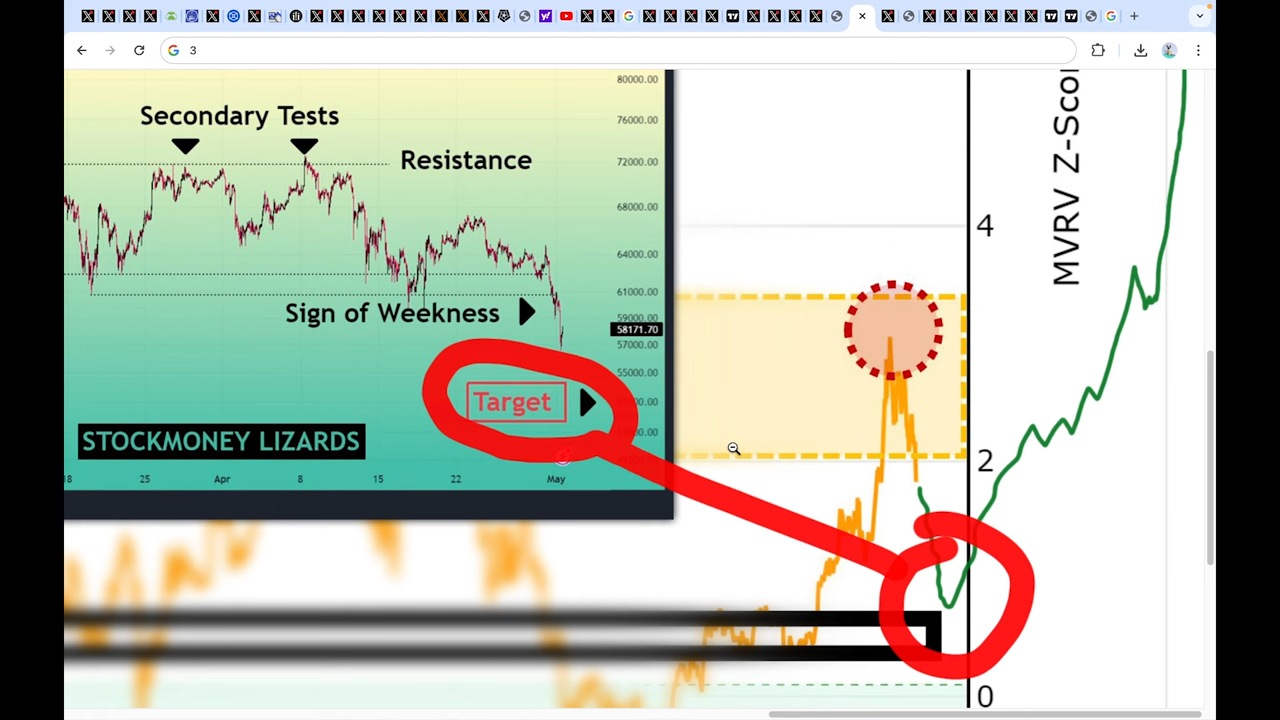 3
Secondary Tests
Resistance
Sign of Weekness
Target
STOCKMONEY LIZARDS
80000.00
76000.00
72000.00
68000.00
64000.00
61000.00
59000.00
58171.70
57000.00
55000.00
25
Apr
8
15
22
May
MVRV Z-Scor
4
2
0